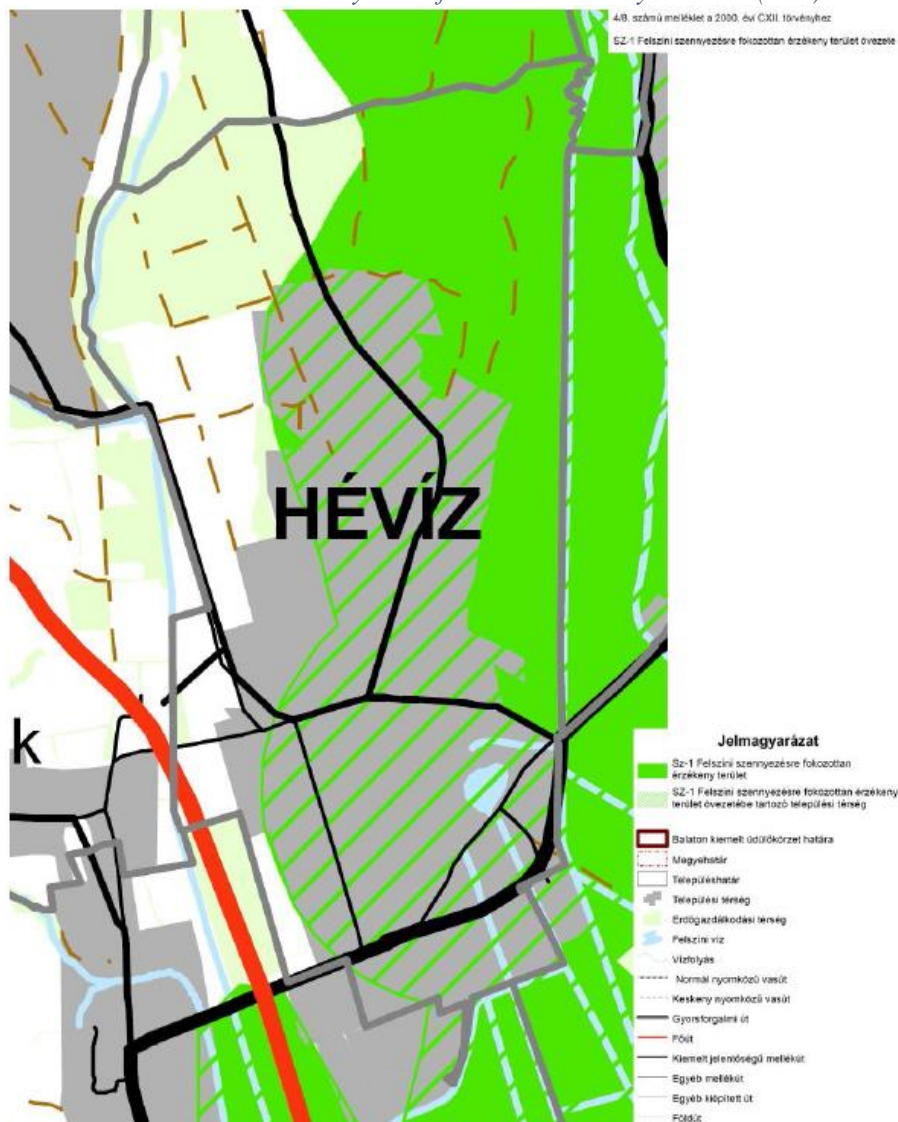 4/8. számú melléklet a 2000. évi CXII. törvényhez
SZ-1 Felszíni szennyezésre fokozottan érzékeny terület övezete
HÉVÍZ
k
Jelmagyarázat
Sz-1 Felszíni szennyezésre fokozottan
érzékeny terület
SZ-1 Felszíni szennyezésre fokozottan érzékeny
terület övezetébe tartozó települési térség
Balaton kiemelt üdülőkörzet határa
Megyehatár
Településhatár
Települési térség
Erdőgazdálkodási térség
Felszíni víz
Vízfolyás
Normál nyomközű vasút
Keskeny nyomközű vasút
Gyorsforgalmi út
Főút
Kiemelt jelentőségű mellékút
Egyéb mellékút
Egyéb kiépített út
Földút